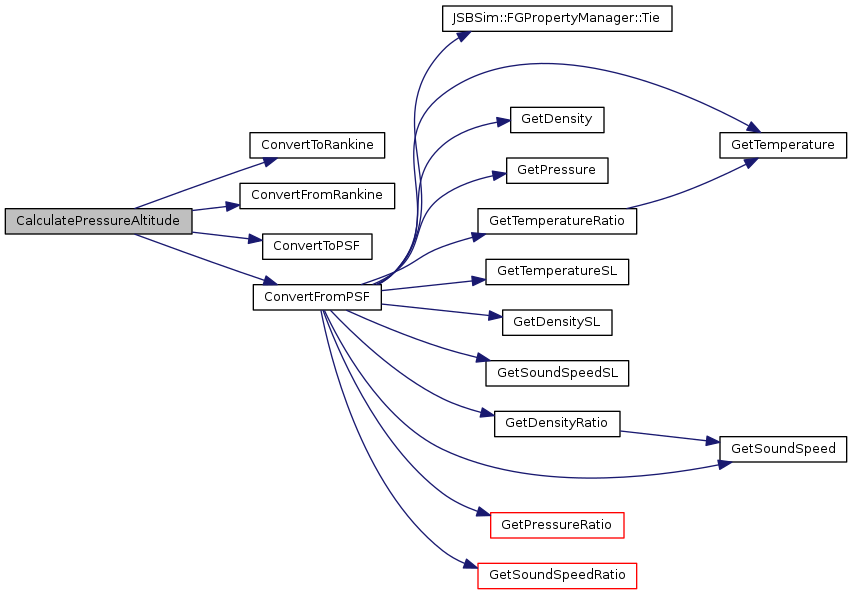 JSBSim::FGPropertyManager::Tie
GetDensity
ConvertToRankine
GetTemperature
GetPressure
ConvertFromRankine
CalculatePressureAltitude
GetTemperatureRatio
ConvertToPSF
GetTemperatureSL
ConvertFromPSF
GetDensitySL
GetSoundSpeedSL
GetDensityRatio
GetSoundSpeed
GetPressureRatio
GetSoundSpeedRatio